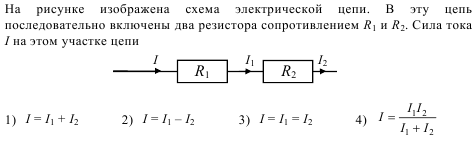 На рисунке изображена схема электрической цепи. В эту цепь
последовательно включены два резистора сопротивлением R₁ и R₂. Сила тока
I на этом участке цепи
I I₁ I₂
R₁ R₂
1) I = I₁ + I₂ 2) I = I₁ – I₂ 3) I = I₁ = I₂ 4) I = I₁I₂ / I₁ + I₂